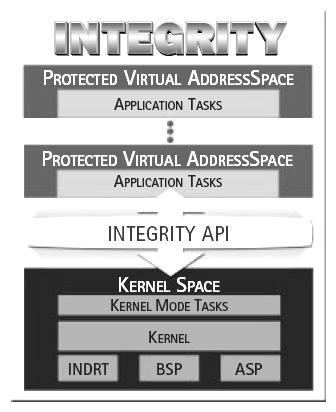 INTEGRITY
PROTECTED VIRTUAL ADDRESSSPACE
APPLICATION TASKS
PROTECTED VIRTUAL ADDRESSSPACE
APPLICATION TASKS
INTEGRITY API
KERNEL SPACE
KERNEL MODE TASKS
KERNEL
INDRT BSP ASP